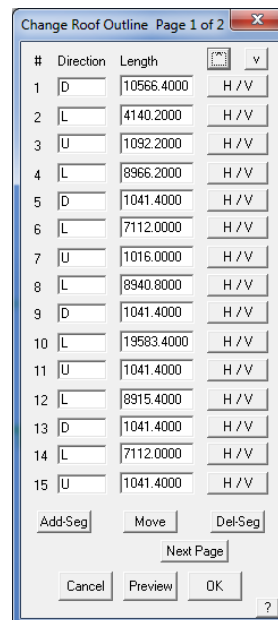 Change Roof Outline Page 1 of 2 x
# Direction Length v
1 D 10566.4000 H / V
2 L 4140.2000 H / V
3 U 1092.2000 H / V
4 L 8966.2000 H / V
5 D 1041.4000 H / V
6 L 7112.0000 H / V
7 U 1016.0000 H / V
8 L 8940.8000 H / V
9 D 1041.4000 H / V
10 L 19583.4000 H / V
11 U 1041.4000 H / V
12 L 8915.4000 H / V
13 D 1041.4000 H / V
14 L 7112.0000 H / V
15 U 1041.4000 H / V
Add-Seg Move Del-Seg
Next Page
Cancel Preview OK
?